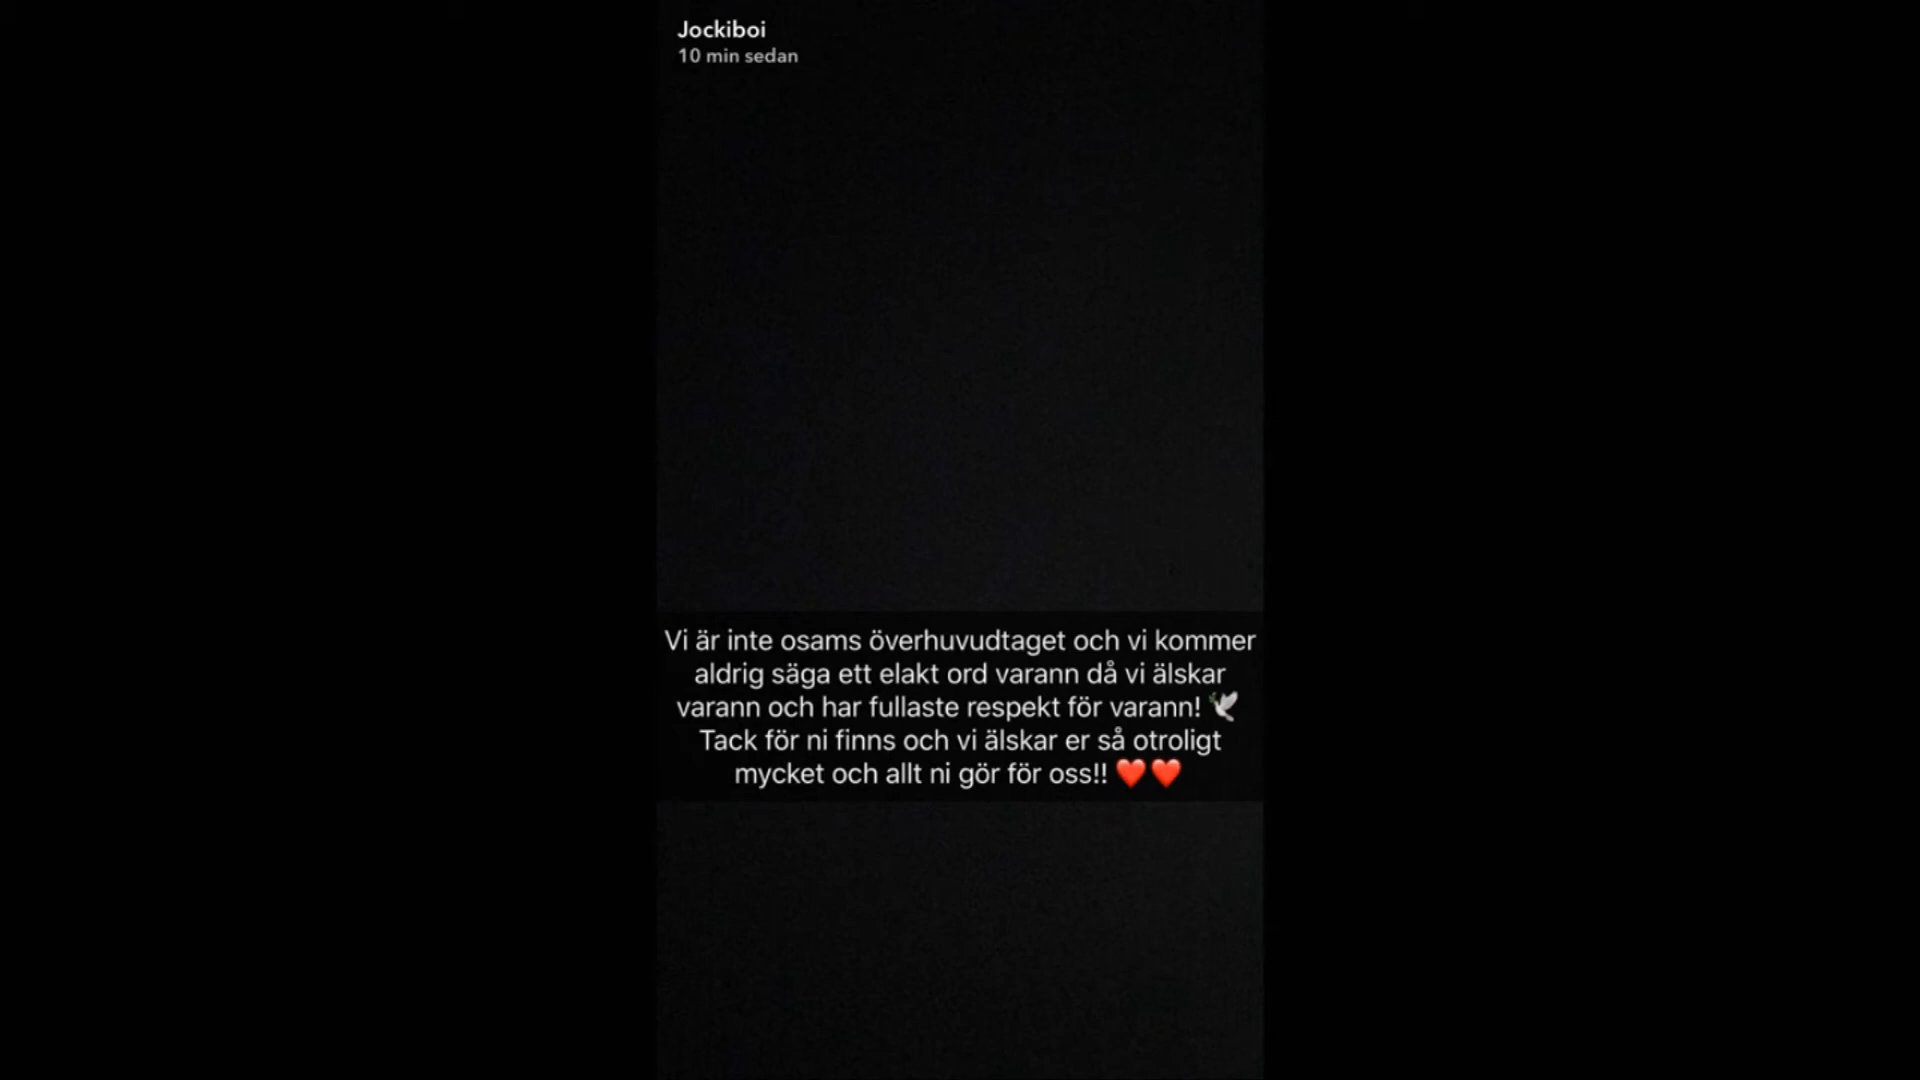 Jockiboi
10 min sedan
Vi är inte osams överhuvudtaget och vi kommer
aldrig säga ett elakt ord varann då vi älskar
varann och har fullaste respekt för varann! 🕊️
Tack för ni finns och vi älskar er så otroligt
mycket och allt ni gör för oss!! ❤️❤️